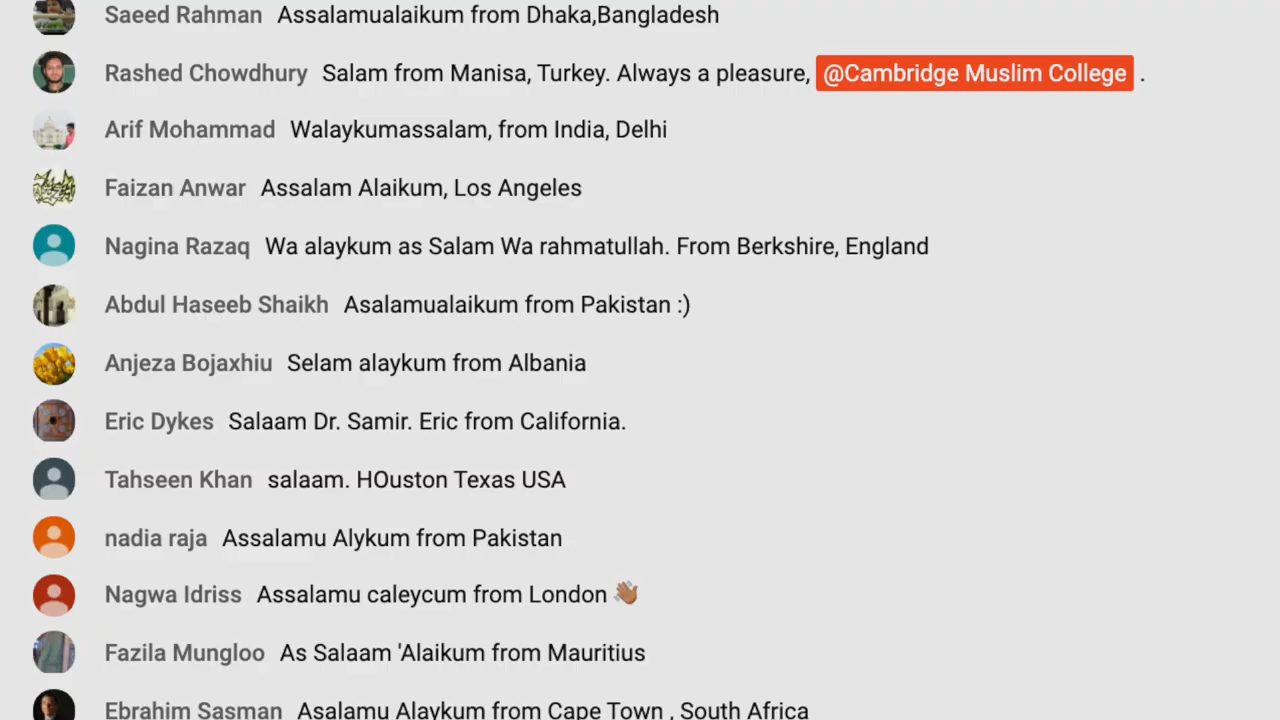 Saeed Rahman Assalamualaikum from Dhaka,Bangladesh
Rashed Chowdhury Salam from Manisa, Turkey. Always a pleasure, @Cambridge Muslim College .
Arif Mohammad Walaykumassalam, from India, Delhi
Faizan Anwar Assalam Alaikum, Los Angeles
Nagina Razaq Wa alaykum as Salam Wa rahmatullah. From Berkshire, England
Abdul Haseeb Shaikh Asalamualaikum from Pakistan :)
Anjeza Bojaxhiu Selam alaykum from Albania
Eric Dykes Salaam Dr. Samir. Eric from California.
Tahseen Khan salaam. HOuston Texas USA
nadia raja Assalamu Alykum from Pakistan
Nagwa Idriss Assalamu caleycum from London 👋🏽
Fazila Mungloo As Salaam 'Alaikum from Mauritius
Ebrahim Sasman Asalamu Alaykum from Cape Town , South Africa